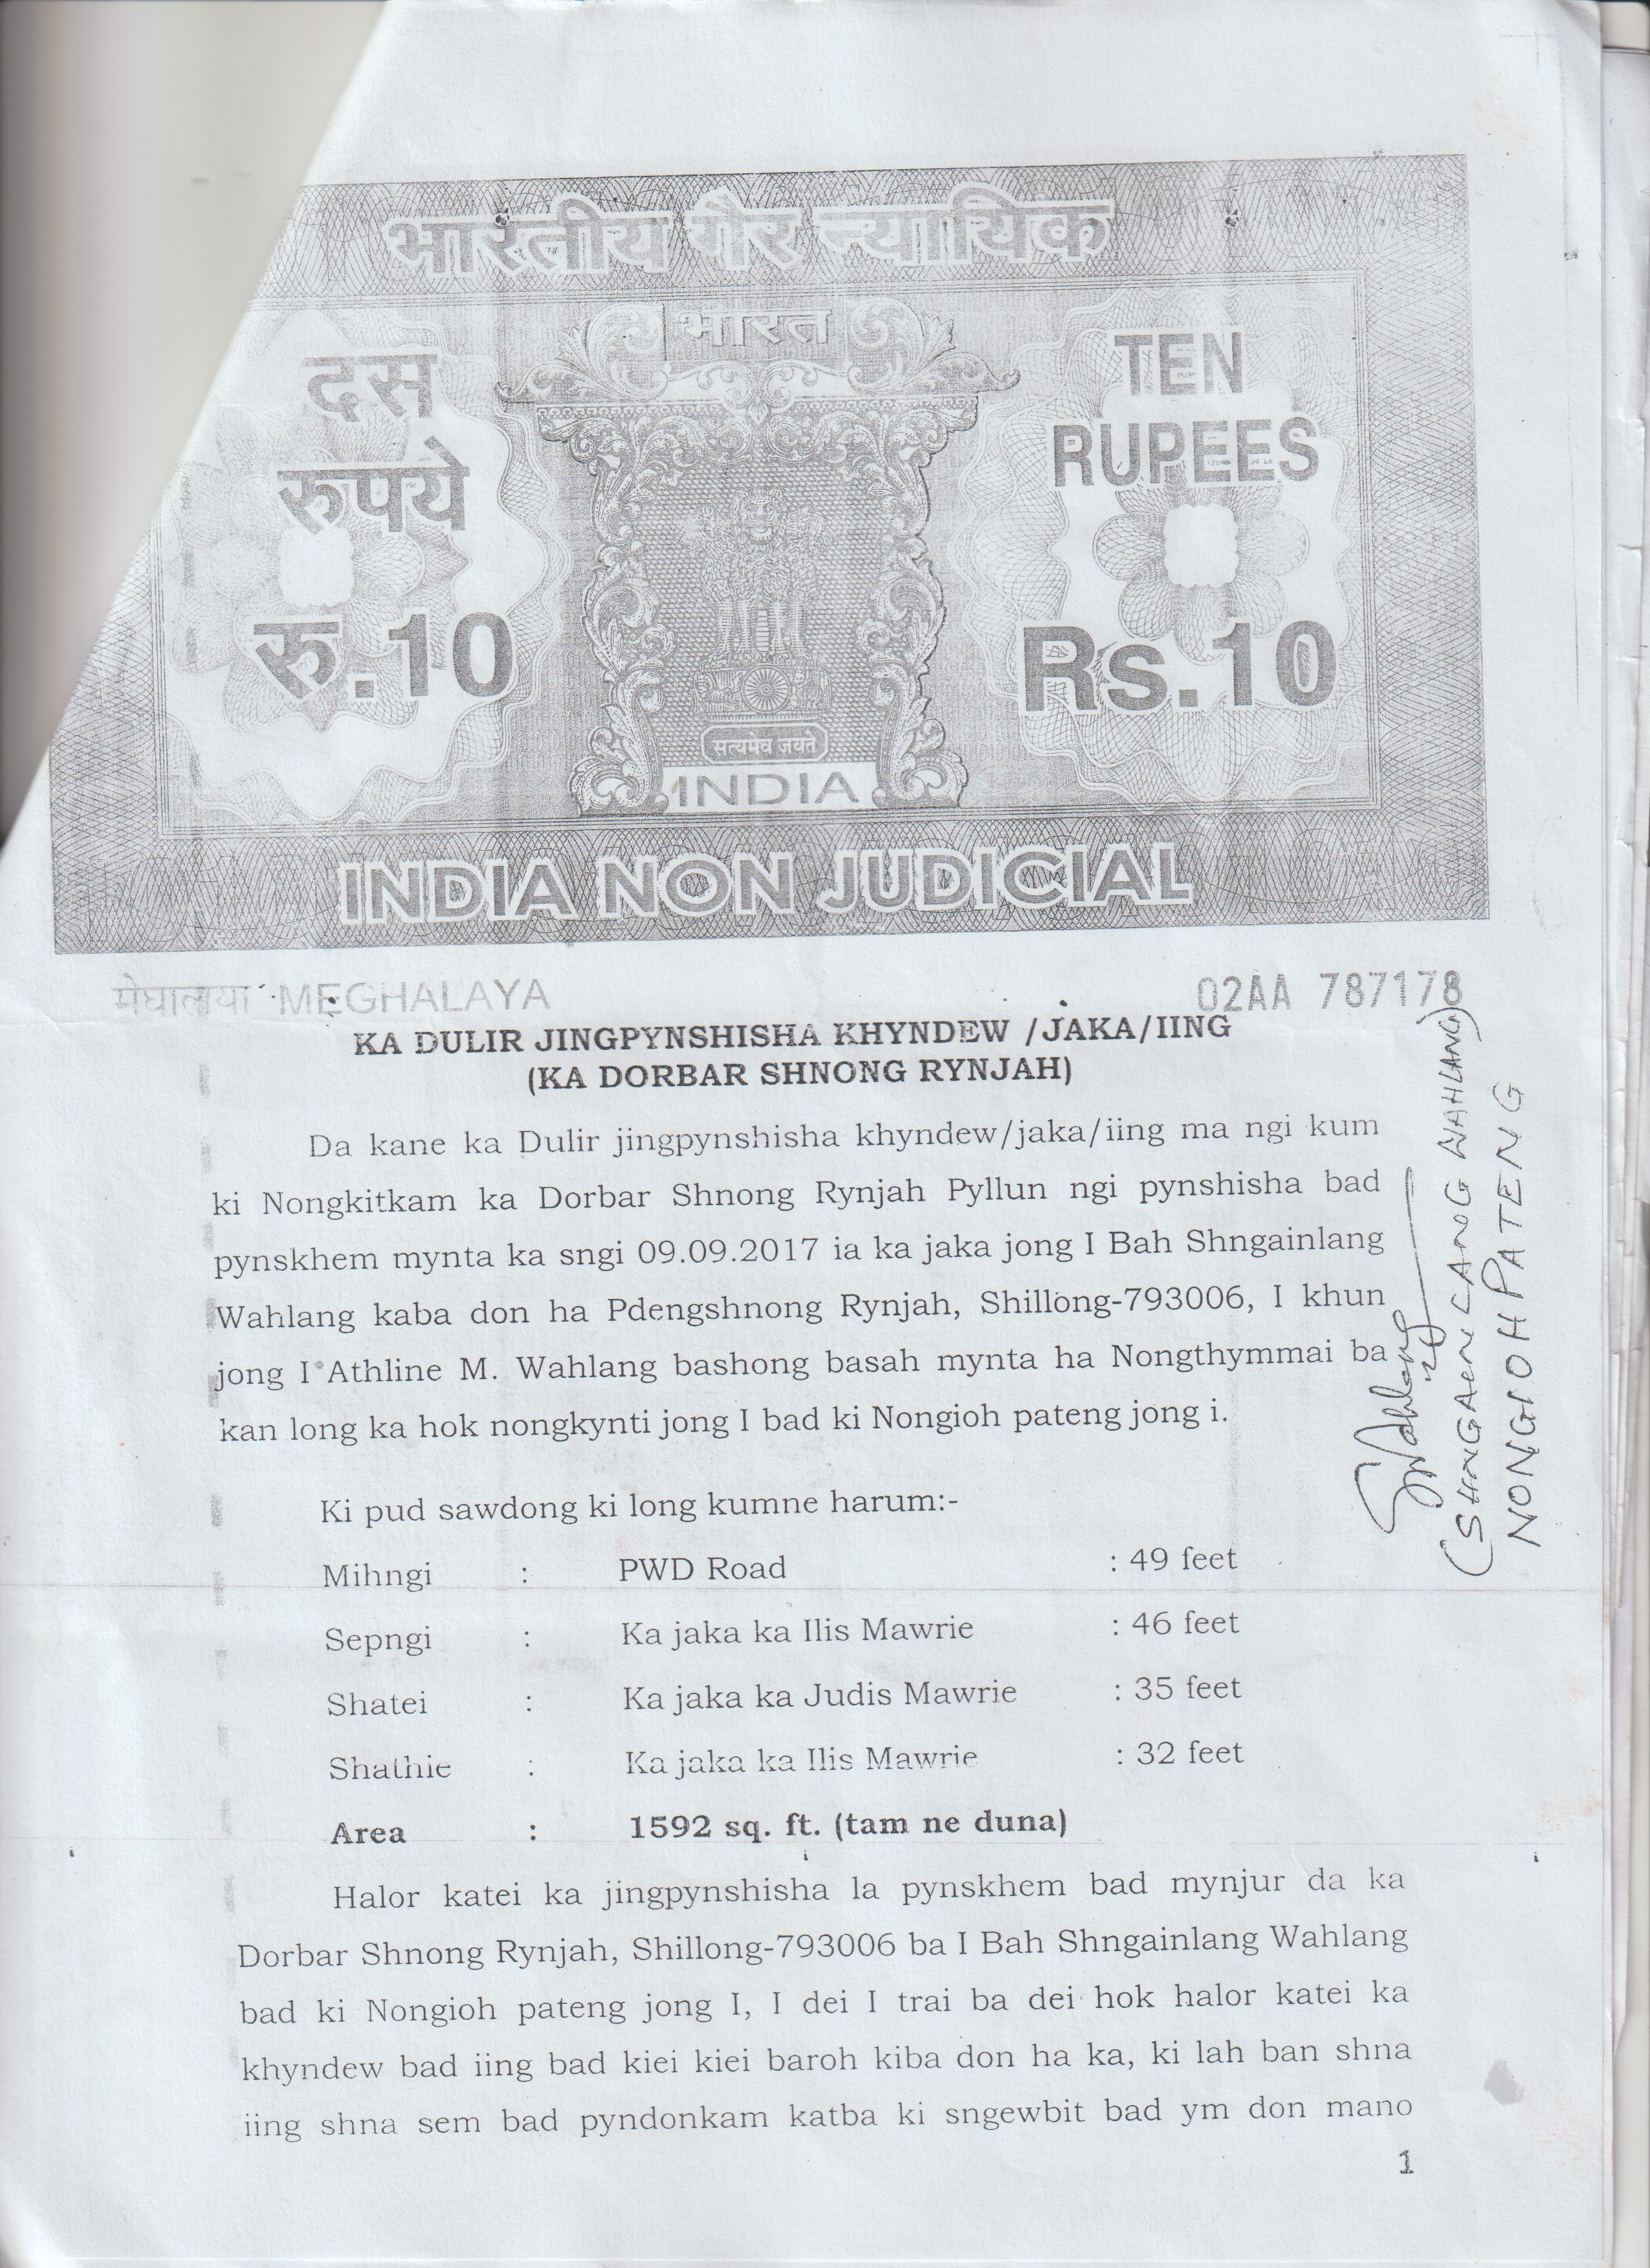 भारतीय गैर न्यायिक
भारत
दस
रुपये
रु.10
TEN
RUPEES
Rs.10
सत्यमेव जयते
INDIA
INDIA NON JUDICIAL
मेघालाया MEGHALAYA
02AA 787178
KA DULIR JINGPYNSHISHA KHYNDEW /JAKA/IING
(KA DORBAR SHNONG RYNJAH)
Da kane ka Dulir jingpynshisha khyndew/jaka/iing ma ngi kum
ki Nongkitkam ka Dorbar Shnong Rynjah Pyllun ngi pynshisha bad
pynskhem mynta ka sngi 09.09.2017 ia ka jaka jong I Bah Shngainlang
Wahlang kaba don ha Pdengshnong Rynjah, Shillong-793006, I khun
jong I Athline M. Wahlang bashong basah mynta ha Nongthymmai ba
kan long ka hok nongkynti jong I bad ki Nongioh pateng jong i.
Ki pud sawdong ki long kumne harum:-
Mihngi : PWD Road : 49 feet
Sepngi : Ka jaka ka Ilis Mawrie : 46 feet
Shatei : Ka jaka ka Judis Mawrie : 35 feet
Shathie : Ka jaka ka Ilis Mawrie : 32 feet
Area : 1592 sq. ft. (tam ne duna)
Halor katei ka jingpynshisha la pynskhem bad mynjur da ka
Dorbar Shnong Rynjah, Shillong-793006 ba I Bah Shngainlang Wahlang
bad ki Nongioh pateng jong I, I dei I trai ba dei hok halor katei ka
khyndew bad iing bad kiei kiei baroh kiba don ha ka, ki lah ban shna
iing shna sem bad pyndonkam katba ki sngewbit bad ym don mano
1
(SHNGAENLANG WAHLANG)
NONGIOH PATENG